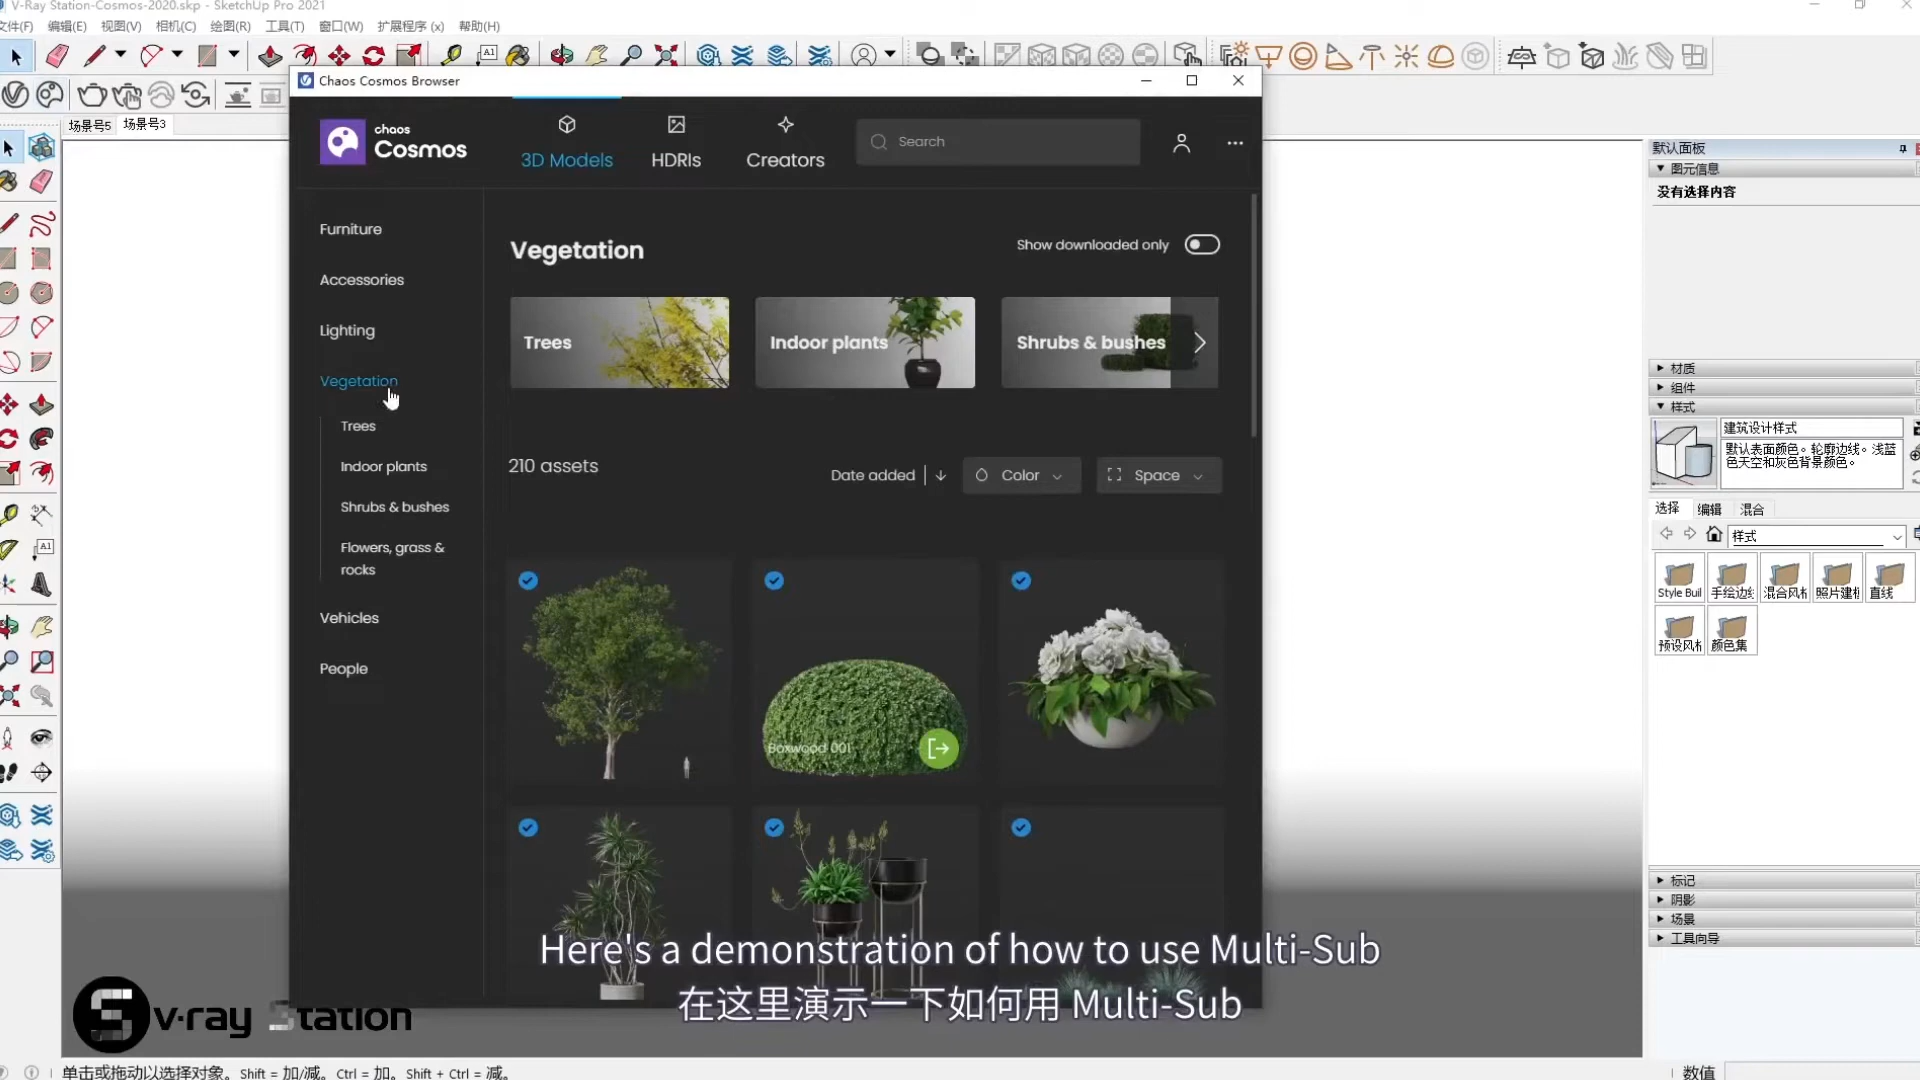 V-Ray Station-Cosmos-2020.skp - SketchUp Pro 2021
文件(F) 编辑(E) 视图(V) 相机(C) 绘图(R) 工具(T) 窗口(W) 扩展程序 (x) 帮助(H)
Chaos Cosmos Browser
场景号5 场景号3
chaos
Cosmos
3D Models
HDRIs
Creators
Search
Furniture
Accessories
Lighting
Vegetation
Trees
Indoor plants
Shrubs & bushes
Flowers, grass &
rocks
Vehicles
People
Vegetation
Show downloaded only
Trees
Indoor plants
Shrubs & bushes
210 assets
Date added
Color
Space
Boxwood 001
默认面板
图元信息
没有选择内容
材质
组件
样式
建筑设计样式
默认表面颜色。轮廓边线。浅蓝
色天空和灰色背景颜色。
选择 编辑 混合
样式
Style Buil 手绘边 混合风 照片建 直线
预设风 颜色集
标记
阴影
场景
工具向导
Here's a demonstration of how to use Multi-Sub
在这里演示一下如何用 Multi-Sub
v-ray Station
单击或拖动以选择对象。Shift = 加/减。Ctrl = 加。Shift + Ctrl = 减。
数值